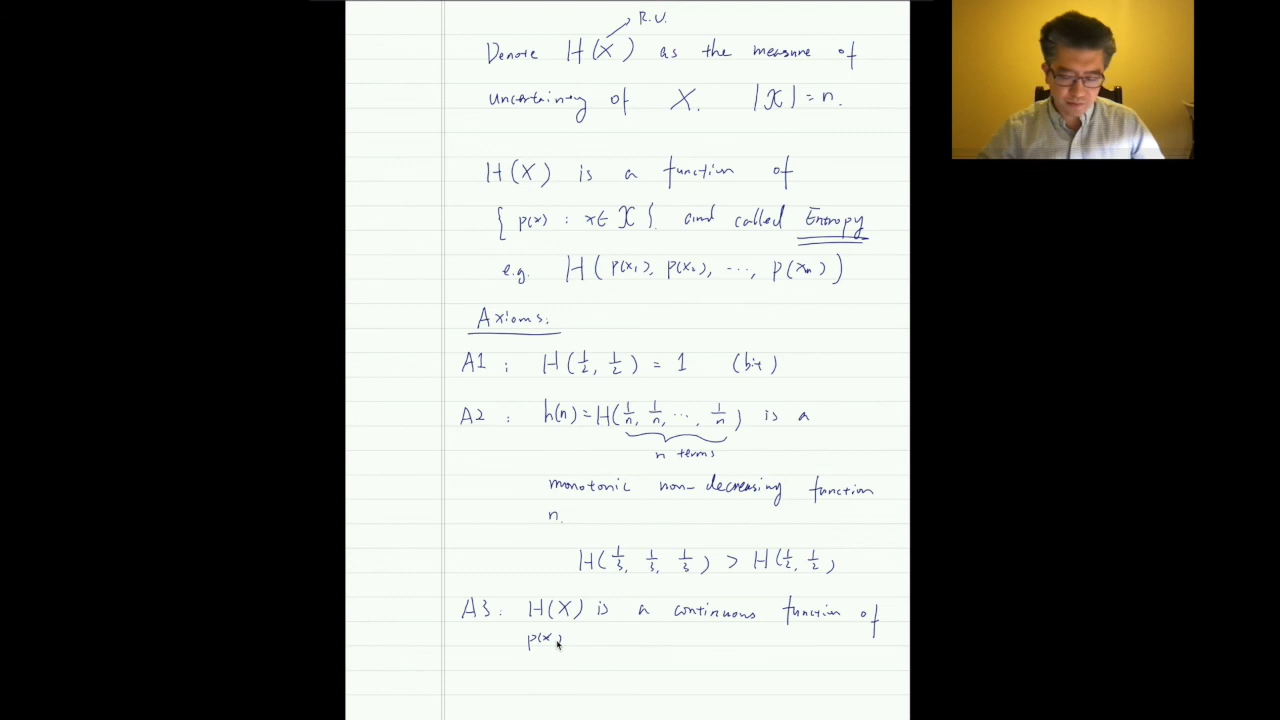 R.V.
Denote H(X) as the measure of
uncertainty of X. |𝒳| = n.
H(X) is a function of
{ p(x) : x ∈ 𝒳 }. and called Entropy
e.g. H( p(x₁), p(x₂), ..., p(xₙ) )
Axioms.
A1 : H(1/2, 1/2) = 1 (bit)
A2 : h(n) = H(1/n, 1/n, ..., 1/n) is a
n terms
monotonic non-decreasing function
n.
H(1/3, 1/3, 1/3) > H(1/2, 1/2)
A3 : H(X) is a continuous function of
p(x)